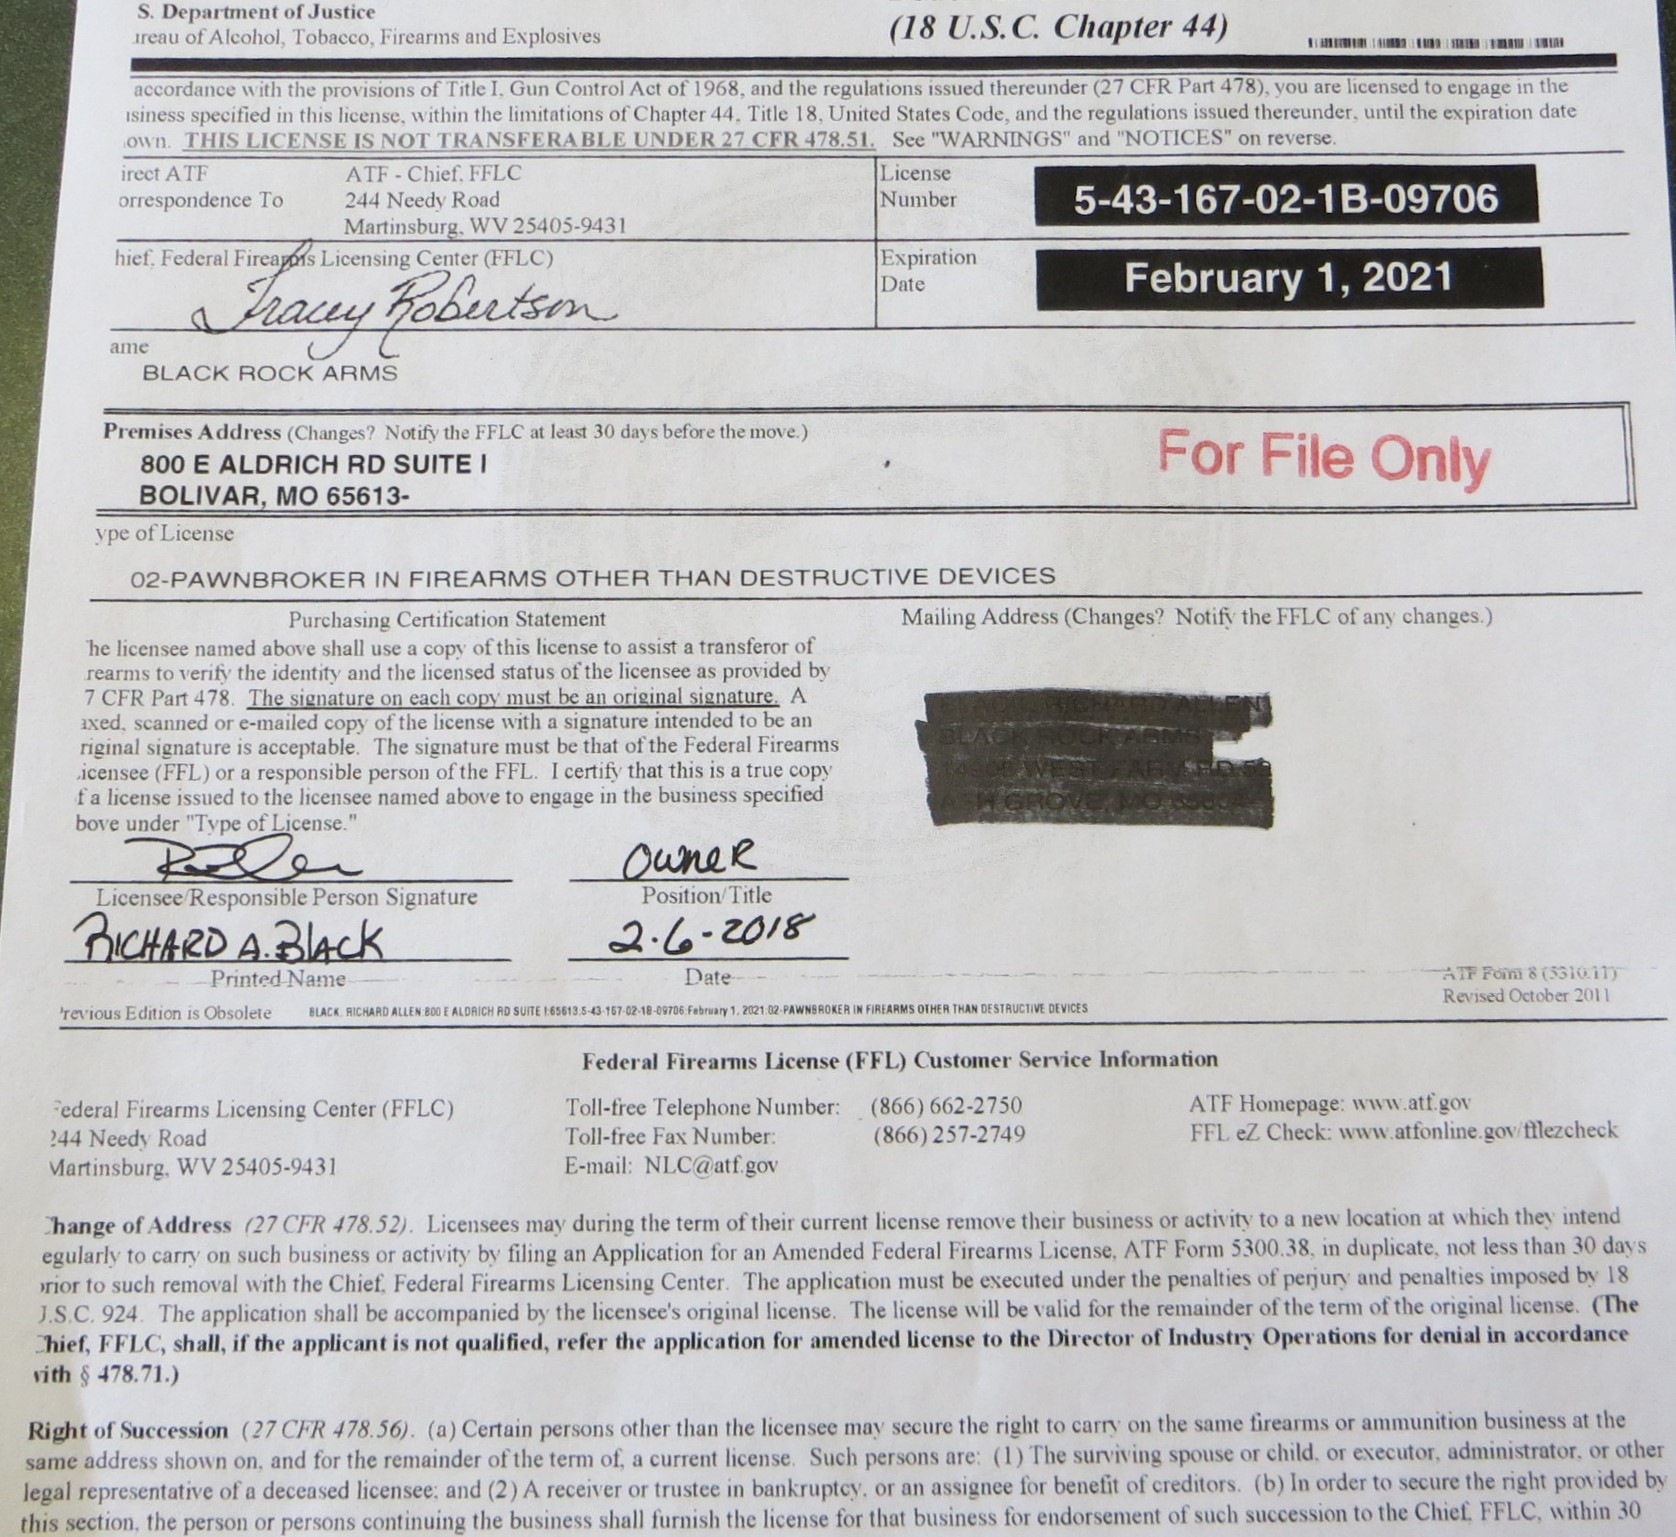 S. Department of Justice
ureau of Alcohol, Tobacco, Firearms and Explosives
(18 U.S.C. Chapter 44)
accordance with the provisions of Title I, Gun Control Act of 1968, and the regulations issued thereunder (27 CFR Part 478), you are licensed to engage in the
usiness specified in this license, within the limitations of Chapter 44, Title 18, United States Code, and the regulations issued thereunder, until the expiration date
own. THIS LICENSE IS NOT TRANSFERABLE UNDER 27 CFR 478.51. See "WARNINGS" and "NOTICES" on reverse.
irect ATF
orrespondence To
ATF - Chief, FFLC
244 Needy Road
Martinsburg, WV 25405-9431
License
Number
5-43-167-02-1B-09706
hief, Federal Firearms Licensing Center (FFLC)
Tracey Robertson
Expiration
Date
February 1, 2021
ame
BLACK ROCK ARMS
Premises Address (Changes? Notify the FFLC at least 30 days before the move.)
800 E ALDRICH RD SUITE I
BOLIVAR, MO 65613-
For File Only
ype of License
02-PAWNBROKER IN FIREARMS OTHER THAN DESTRUCTIVE DEVICES
Purchasing Certification Statement
he licensee named above shall use a copy of this license to assist a transferor of
rearms to verify the identity and the licensed status of the licensee as provided by
7 CFR Part 478. The signature on each copy must be an original signature. A
axed, scanned or e-mailed copy of the license with a signature intended to be an
riginal signature is acceptable. The signature must be that of the Federal Firearms
icensee (FFL) or a responsible person of the FFL. I certify that this is a true copy
f a license issued to the licensee named above to engage in the business specified
bove under "Type of License."
Mailing Address (Changes? Notify the FFLC of any changes.)
Owner
Licensee/Responsible Person Signature
Position/Title
RICHARD A. BlACK
2-6-2018
Printed Name
Date
ATF Form 8 (5310.11)
Revised October 2011
Previous Edition is Obsolete
BLACK, RICHARD ALLEN:800 E ALDRICH RD SUITE I:65613:5-43-167-02-1B-09706:February 1, 2021:02-PAWNBROKER IN FIREARMS OTHER THAN DESTRUCTIVE DEVICES
Federal Firearms License (FFL) Customer Service Information
Federal Firearms Licensing Center (FFLC)
244 Needy Road
Martinsburg, WV 25405-9431
Toll-free Telephone Number: (866) 662-2750
Toll-free Fax Number: (866) 257-2749
E-mail: NLC@atf.gov
ATF Homepage: www.atf.gov
FFL eZ Check: www.atfonline.gov/fflezcheck
Change of Address (27 CFR 478.52). Licensees may during the term of their current license remove their business or activity to a new location at which they intend
egularly to carry on such business or activity by filing an Application for an Amended Federal Firearms License, ATF Form 5300.38, in duplicate, not less than 30 days
prior to such removal with the Chief, Federal Firearms Licensing Center. The application must be executed under the penalties of perjury and penalties imposed by 18
U.S.C. 924. The application shall be accompanied by the licensee's original license. The license will be valid for the remainder of the term of the original license. (The
Chief, FFLC, shall, if the applicant is not qualified, refer the application for amended license to the Director of Industry Operations for denial in accordance
with § 478.71.)
Right of Succession (27 CFR 478.56). (a) Certain persons other than the licensee may secure the right to carry on the same firearms or ammunition business at the
same address shown on, and for the remainder of the term of, a current license. Such persons are: (1) The surviving spouse or child, or executor, administrator, or other
legal representative of a deceased licensee; and (2) A receiver or trustee in bankruptcy, or an assignee for benefit of creditors. (b) In order to secure the right provided by
this section, the person or persons continuing the business shall furnish the license for that business for endorsement of such succession to the Chief, FFLC, within 30